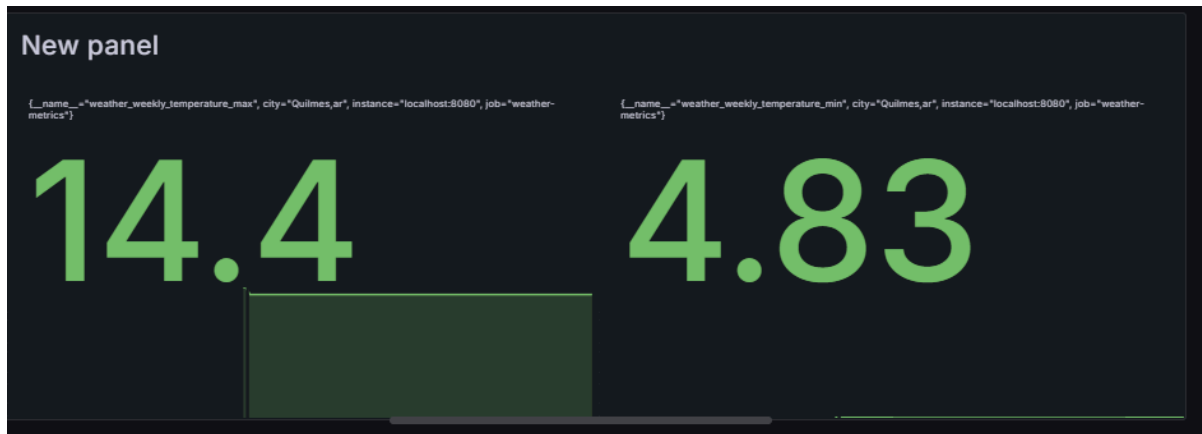 New panel
{__name__="weather_weekly_temperature_max", city="Quilmes,ar", instance="localhost:8080", job="weather-
metrics"}
14.4
{__name__="weather_weekly_temperature_min", city="Quilmes,ar", instance="localhost:8080", job="weather-
metrics"}
4.83